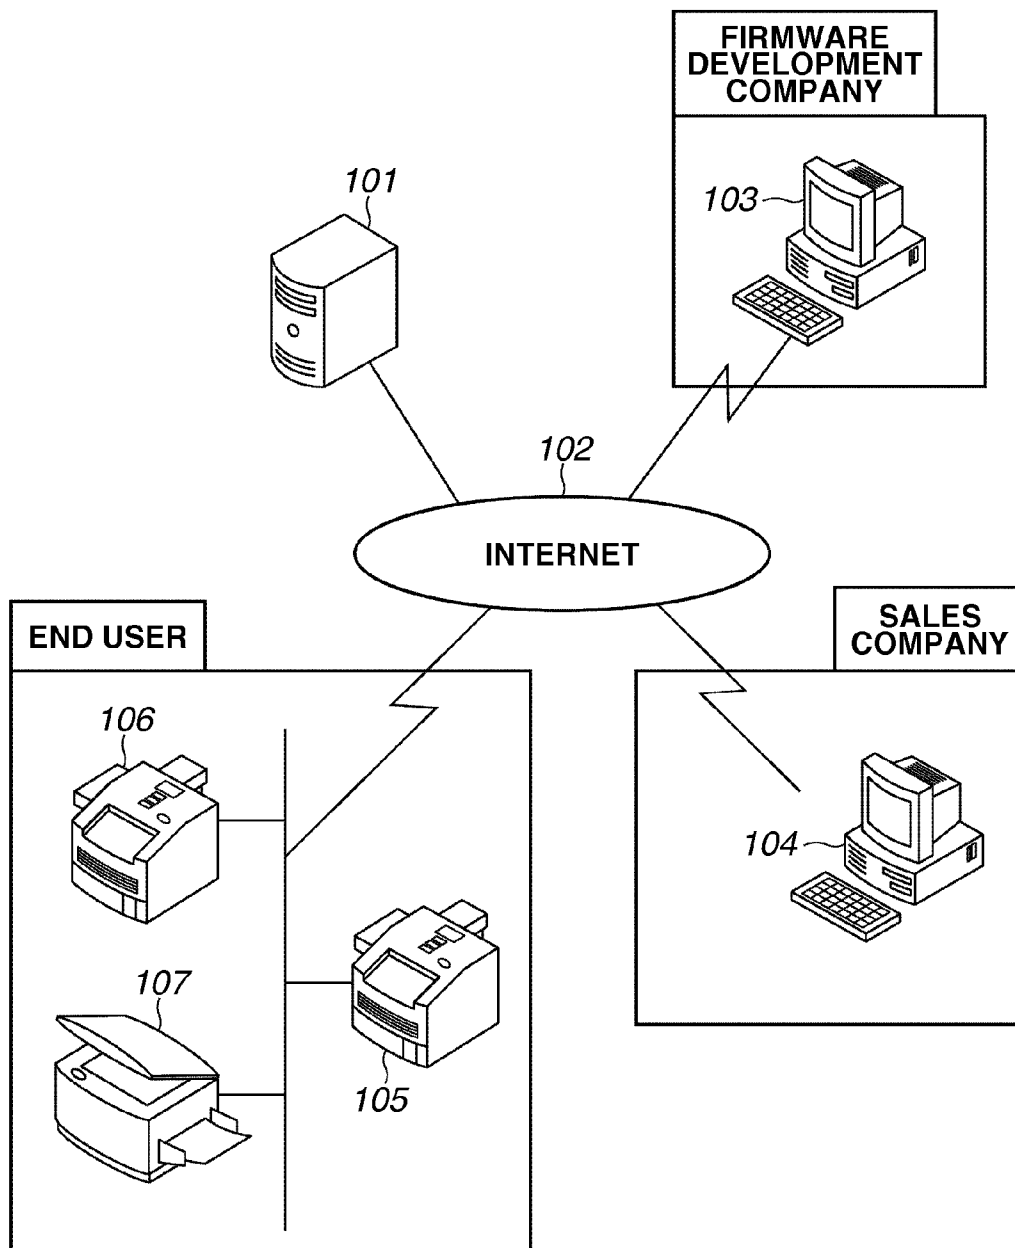 FIRMWARE
DEVELOPMENT
COMPANY
101
103
102
INTERNET
END USER
SALES
COMPANY
106
104
107
105